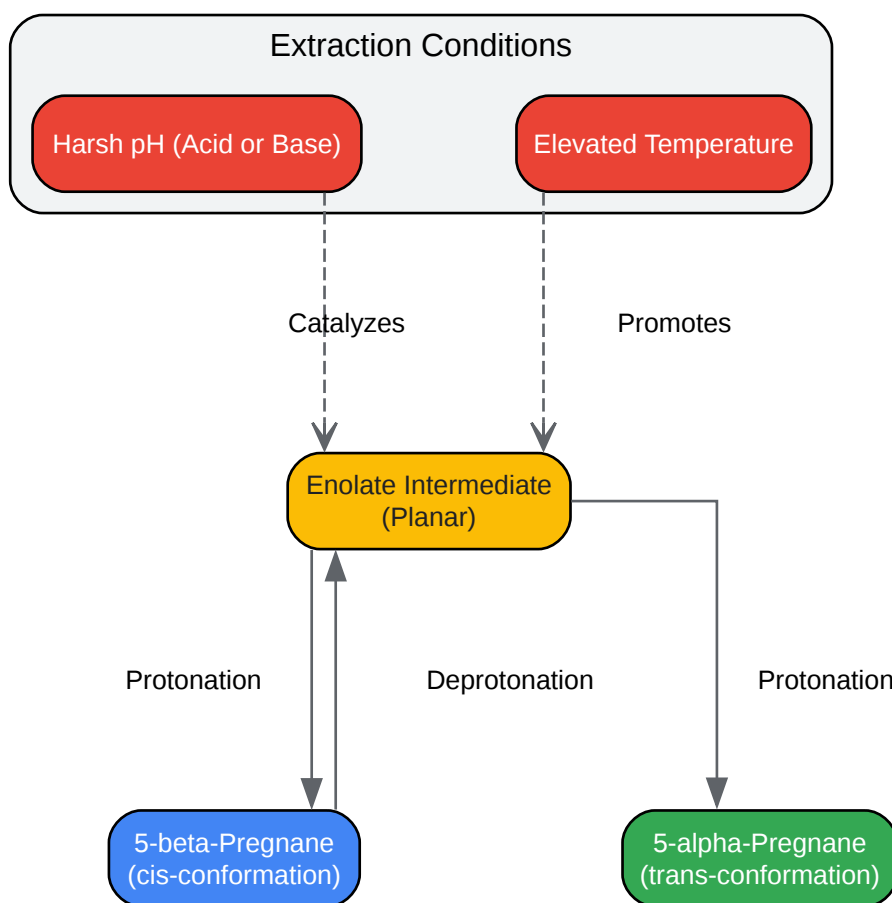 Extraction Conditions
Harsh pH (Acid or Base)
Elevated Temperature
Catalyzes
Promotes
Enolate Intermediate
(Planar)
Protonation
Deprotonation
Protonation
5-beta-Pregnane
(cis-conformation)
5-alpha-Pregnane
(trans-conformation)